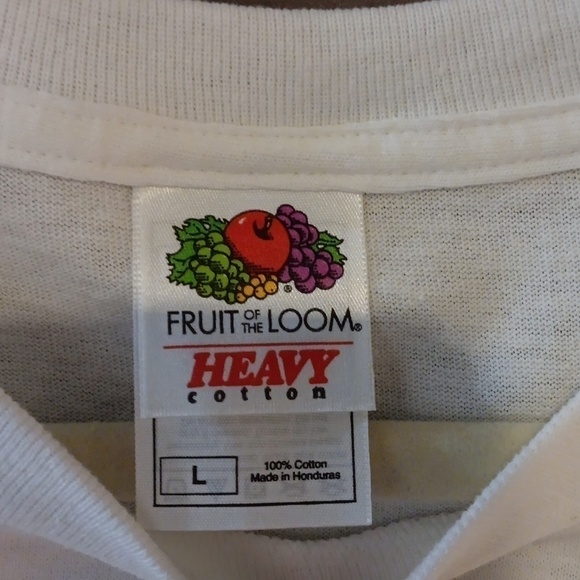 FRUIT OF THE LOOM®
HEAVY
cotton
L
100% Cotton
Made in Honduras